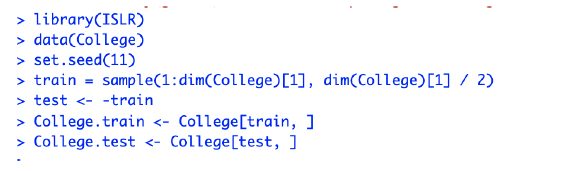 > library(ISLR)
> data(College)
> set.seed(11)
> train = sample(1:dim(College)[1], dim(College)[1] / 2)
> test <- -train
> College.train <- College[train, ]
> College.test <- College[test, ]